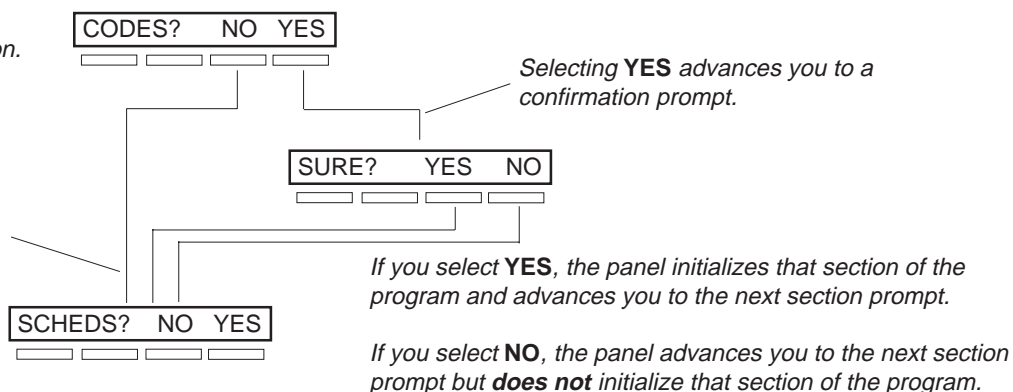 CODES? NO YES
on.
Selecting YES advances you to a
confirmation prompt.
SURE? YES NO
If you select YES, the panel initializes that section of the
program and advances you to the next section prompt.
SCHEDS? NO YES
If you select NO, the panel advances you to the next section
prompt but does not initialize that section of the program.